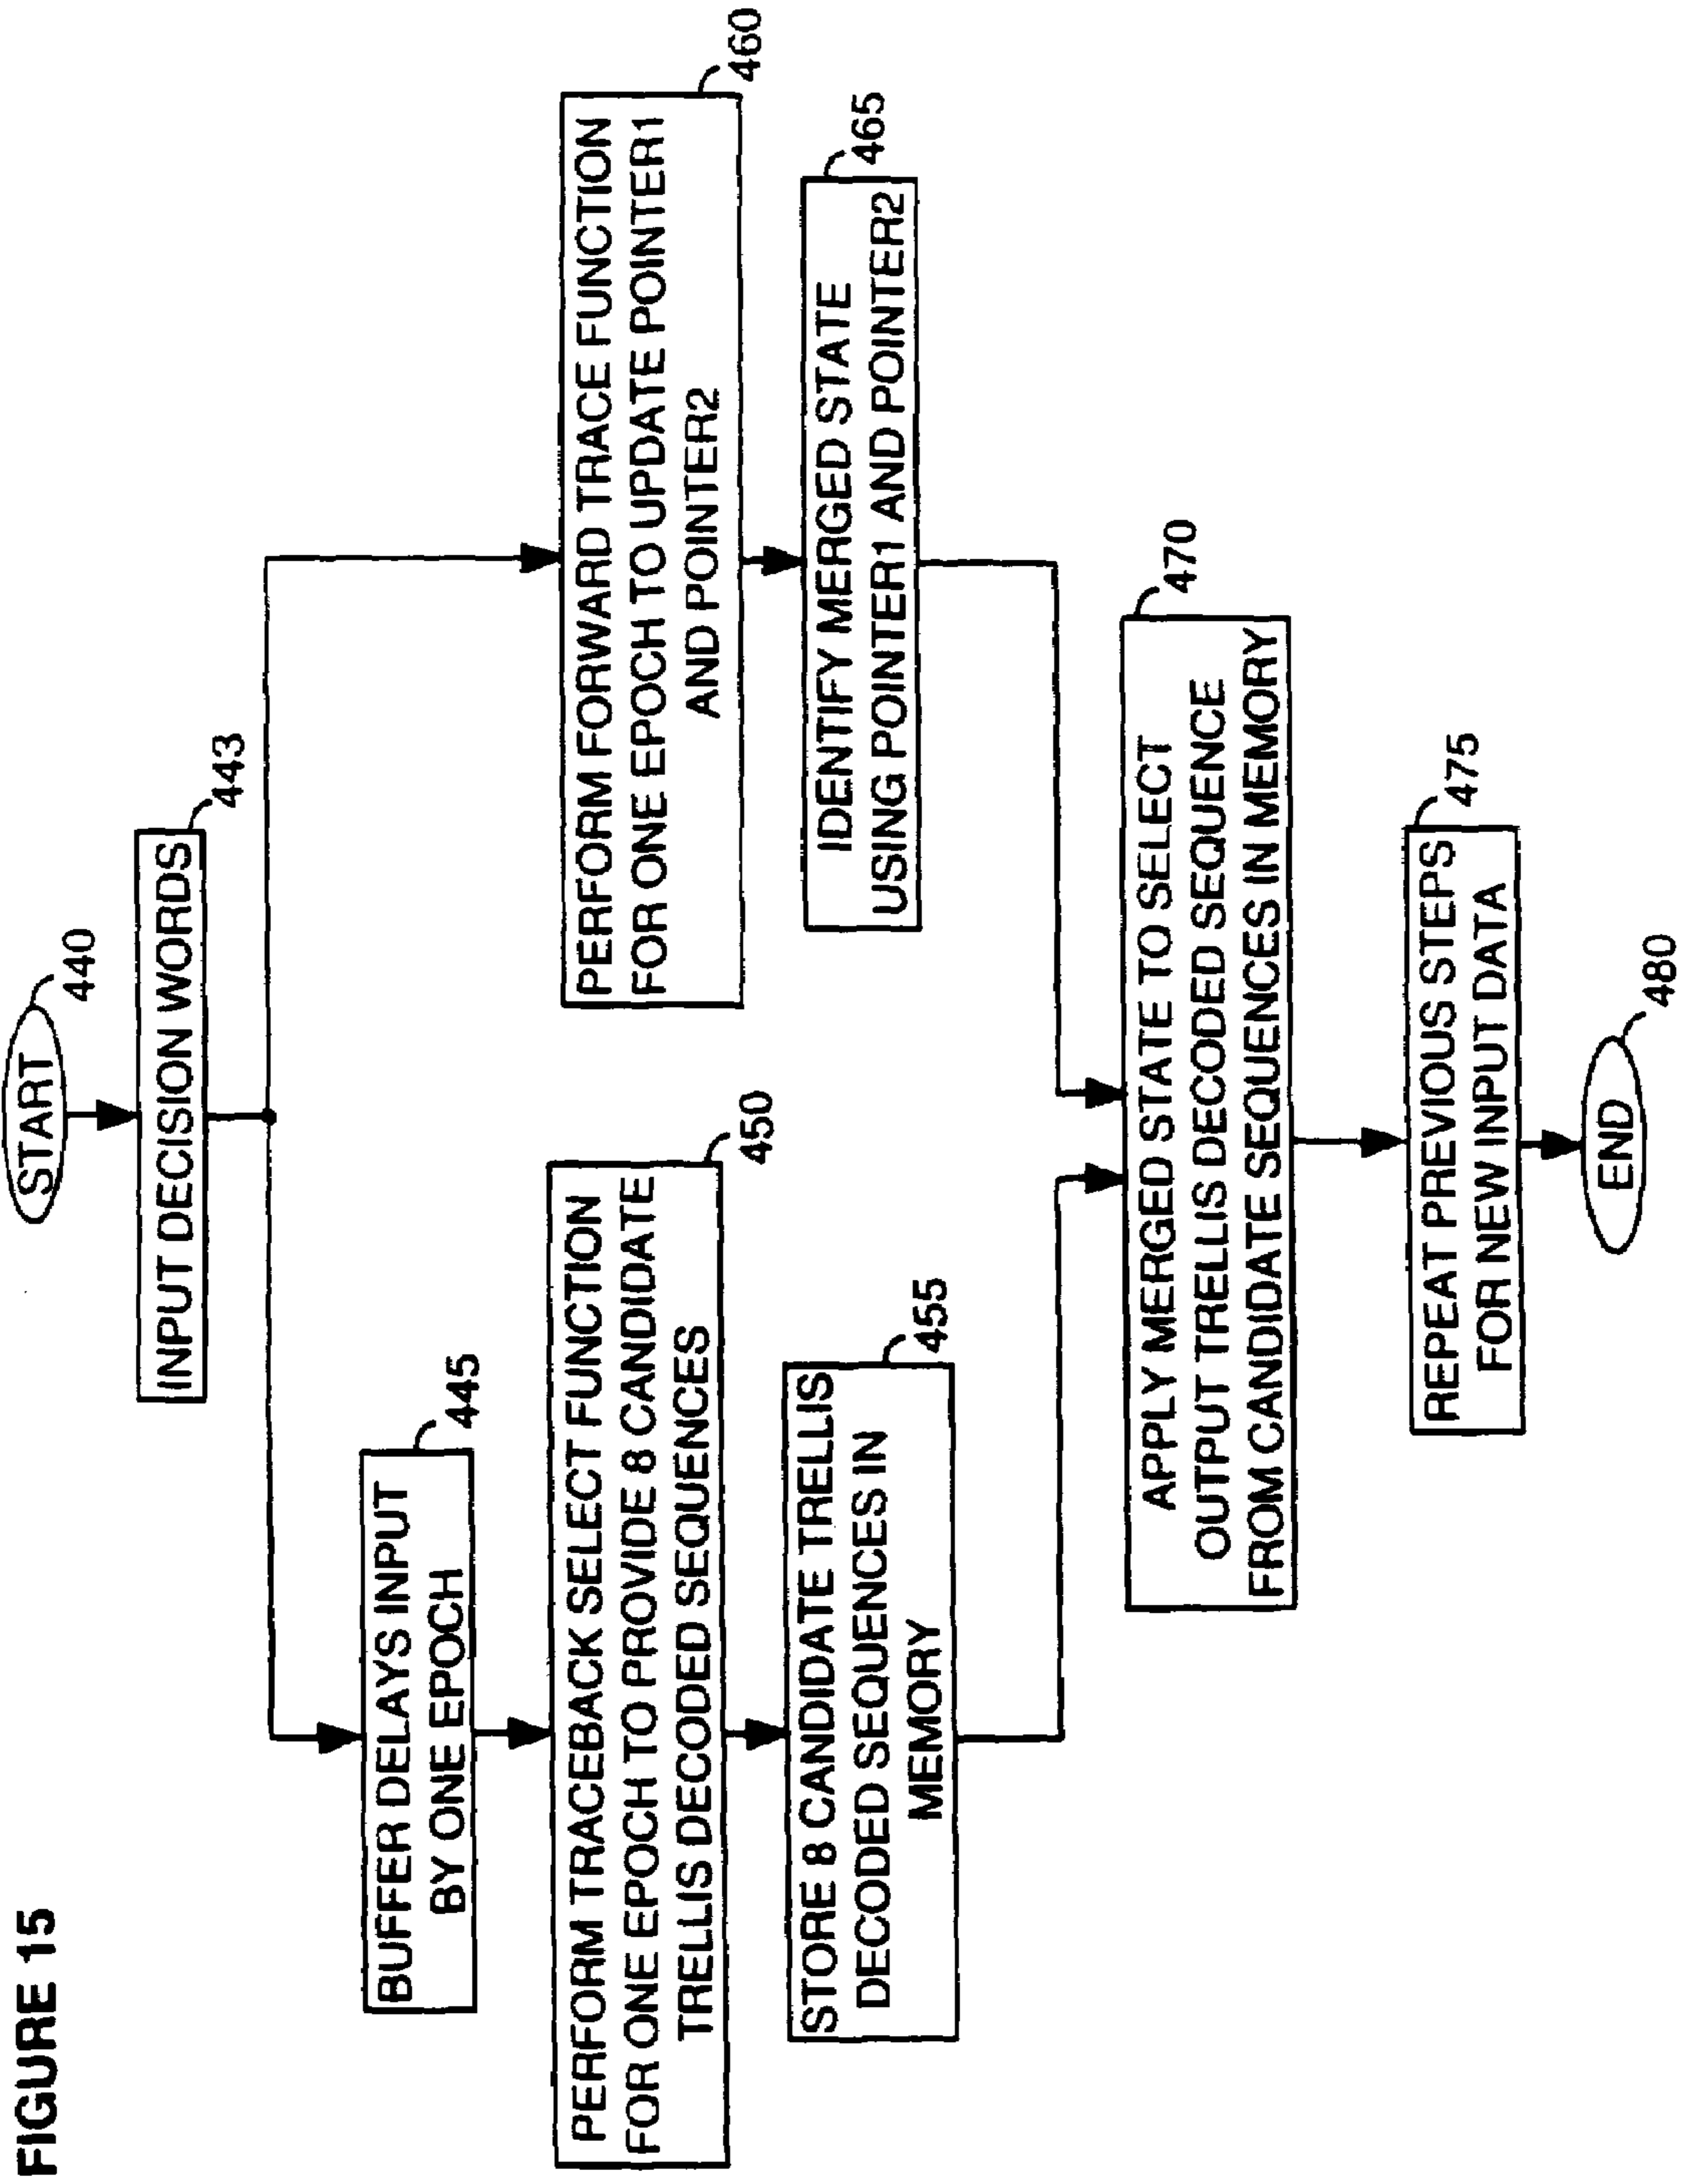 FIGURE 15
START
440
INPUT DECISION WORDS
443
BUFFER DELAYS INPUT
BY ONE EPOCH
445
PERFORM TRACEBACK SELECT FUNCTION
FOR ONE EPOCH TO PROVIDE 8 CANDIDATE
TRELLIS DECODED SEQUENCES
450
STORE 8 CANDIDATE TRELLIS
DECODED SEQUENCES IN
MEMORY
455
PERFORM FORWARD TRACE FUNCTION
FOR ONE EPOCH TO UPDATE POINTER1
AND POINTER2
460
IDENTIFY MERGED STATE
USING POINTER1 AND POINTER2
465
APPLY MERGED STATE TO SELECT
OUTPUT TRELLIS DECODED SEQUENCE
FROM CANDIDATE SEQUENCES IN MEMORY
470
REPEAT PREVIOUS STEPS
FOR NEW INPUT DATA
475
END
480